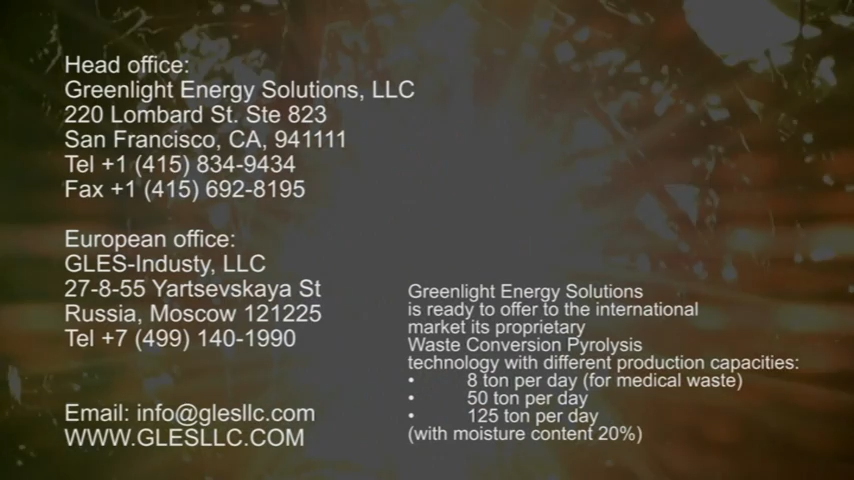 Head office:
Greenlight Energy Solutions, LLC
220 Lombard St. Ste 823
San Francisco, CA, 941111
Tel +1 (415) 834-9434
Fax +1 (415) 692-8195
European office:
GLES-Industy, LLC
27-8-55 Yartsevskaya St
Russia, Moscow 121225
Tel +7 (499) 140-1990
Email: info@glesllc.com
WWW.GLESLLC.COM
Greenlight Energy Solutions
is ready to offer to the international
market its proprietary
Waste Conversion Pyrolysis
technology with different production capacities:
• 8 ton per day (for medical waste)
• 50 ton per day
• 125 ton per day
(with moisture content 20%)